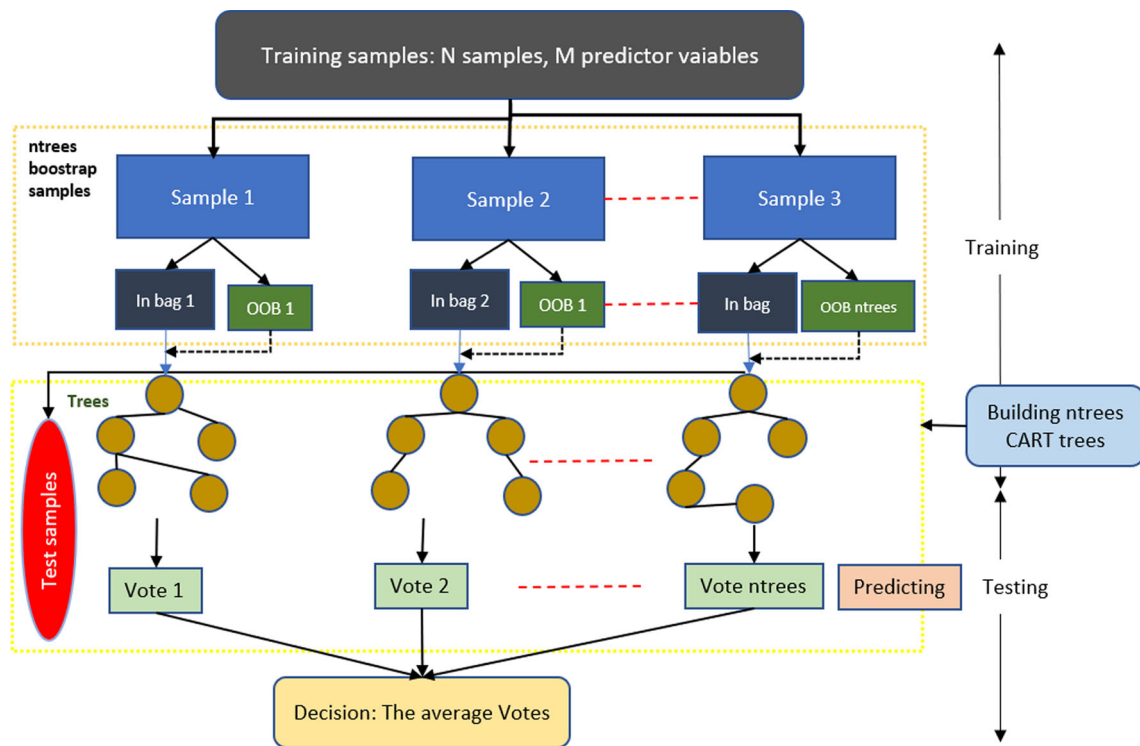 Training samples: N samples, M predictor vaiables
ntrees
boostrap
samples
Sample 1
Sample 2
Sample 3
Training
In bag 1
OOB 1
In bag 2
OOB 1
In bag
OOB ntrees
Trees
Building ntrees
CART trees
Test samples
Vote 1
Vote 2
Vote ntrees
Predicting
Testing
Decision: The average Votes